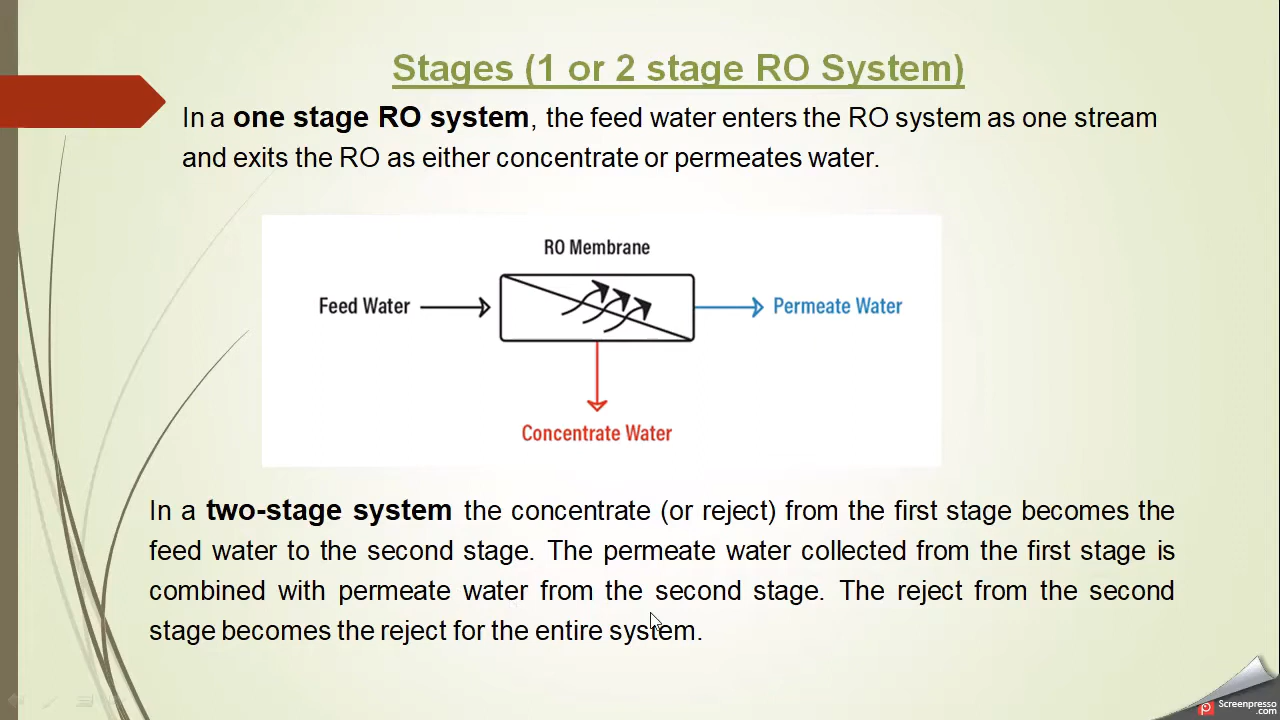 Stages (1 or 2 stage RO System)
In a one stage RO system, the feed water enters the RO system as one stream
and exits the RO as either concentrate or permeates water.
RO Membrane
Feed Water
Permeate Water
Concentrate Water
In a two-stage system the concentrate (or reject) from the first stage becomes the
feed water to the second stage. The permeate water collected from the first stage is
combined with permeate water from the second stage. The reject from the second
stage becomes the reject for the entire system.
Screenpresso
.com